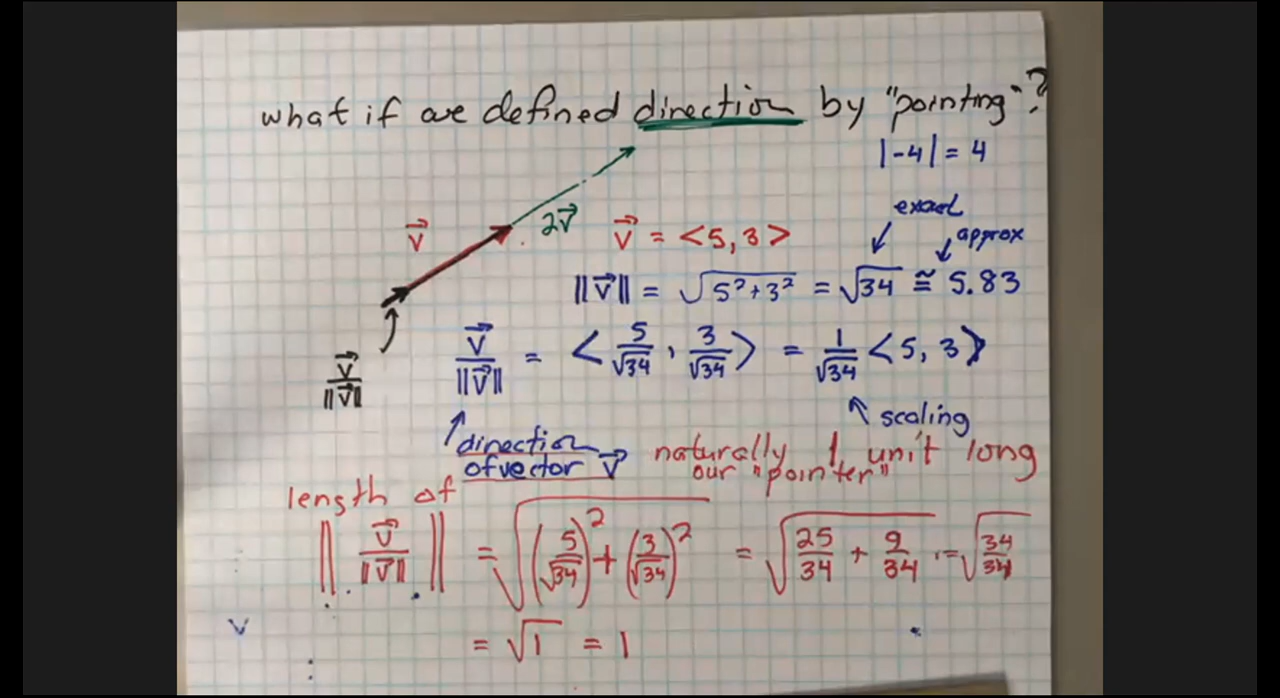 what if we defined direction by "pointing"?
|-4| = 4
exact
approx
v⃗
2v⃗
v⃗ = <5, 3>
||v⃗|| = √(5² + 3²) = √34 ≅ 5.83
v⃗/||v⃗||
v⃗/||v⃗|| = <5/√34, 3/√34> = 1/√34 <5, 3>
scaling
direction of vector v⃗
naturally 1 unit long
our "pointer"
length of
||v⃗/||v⃗|| || = √((5/√34)² + (3/√34)²) = √(25/34 + 9/34) = √(34/34)
= √1 = 1